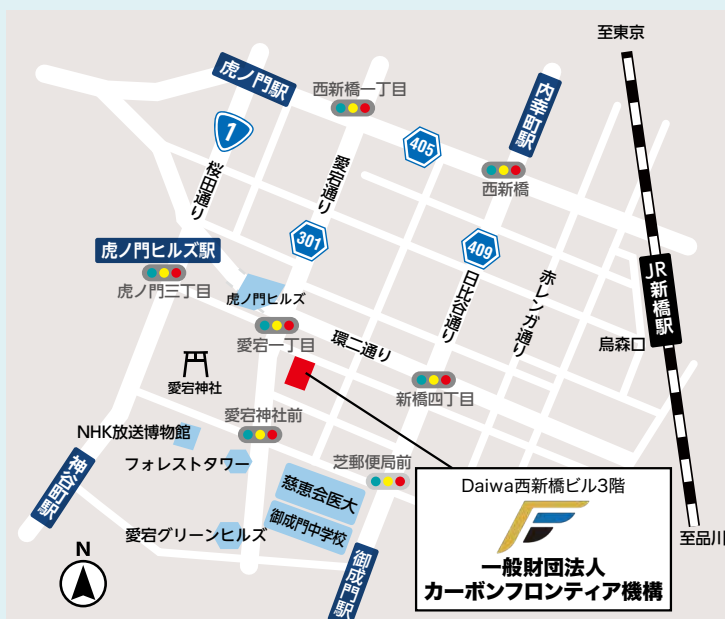 至東京
虎ノ門駅
西新橋一丁目
内幸町駅
1
405
桜田通り
愛宕通り
西新橋
301
409
虎ノ門ヒルズ駅
虎ノ門三丁目
虎ノ門ヒルズ
日比谷通り
赤レンガ通り
JR新橋駅
愛宕一丁目
環二通り
烏森口
愛宕神社
新橋四丁目
愛宕神社前
NHK放送博物館
フォレストタワー
芝郵便局前
神谷町駅
慈恵会医大
御成門中学校
愛宕グリーンヒルズ
御成門駅
Daiwa西新橋ビル3階
一般財団法人
カーボンフロンティア機構
至品川
N